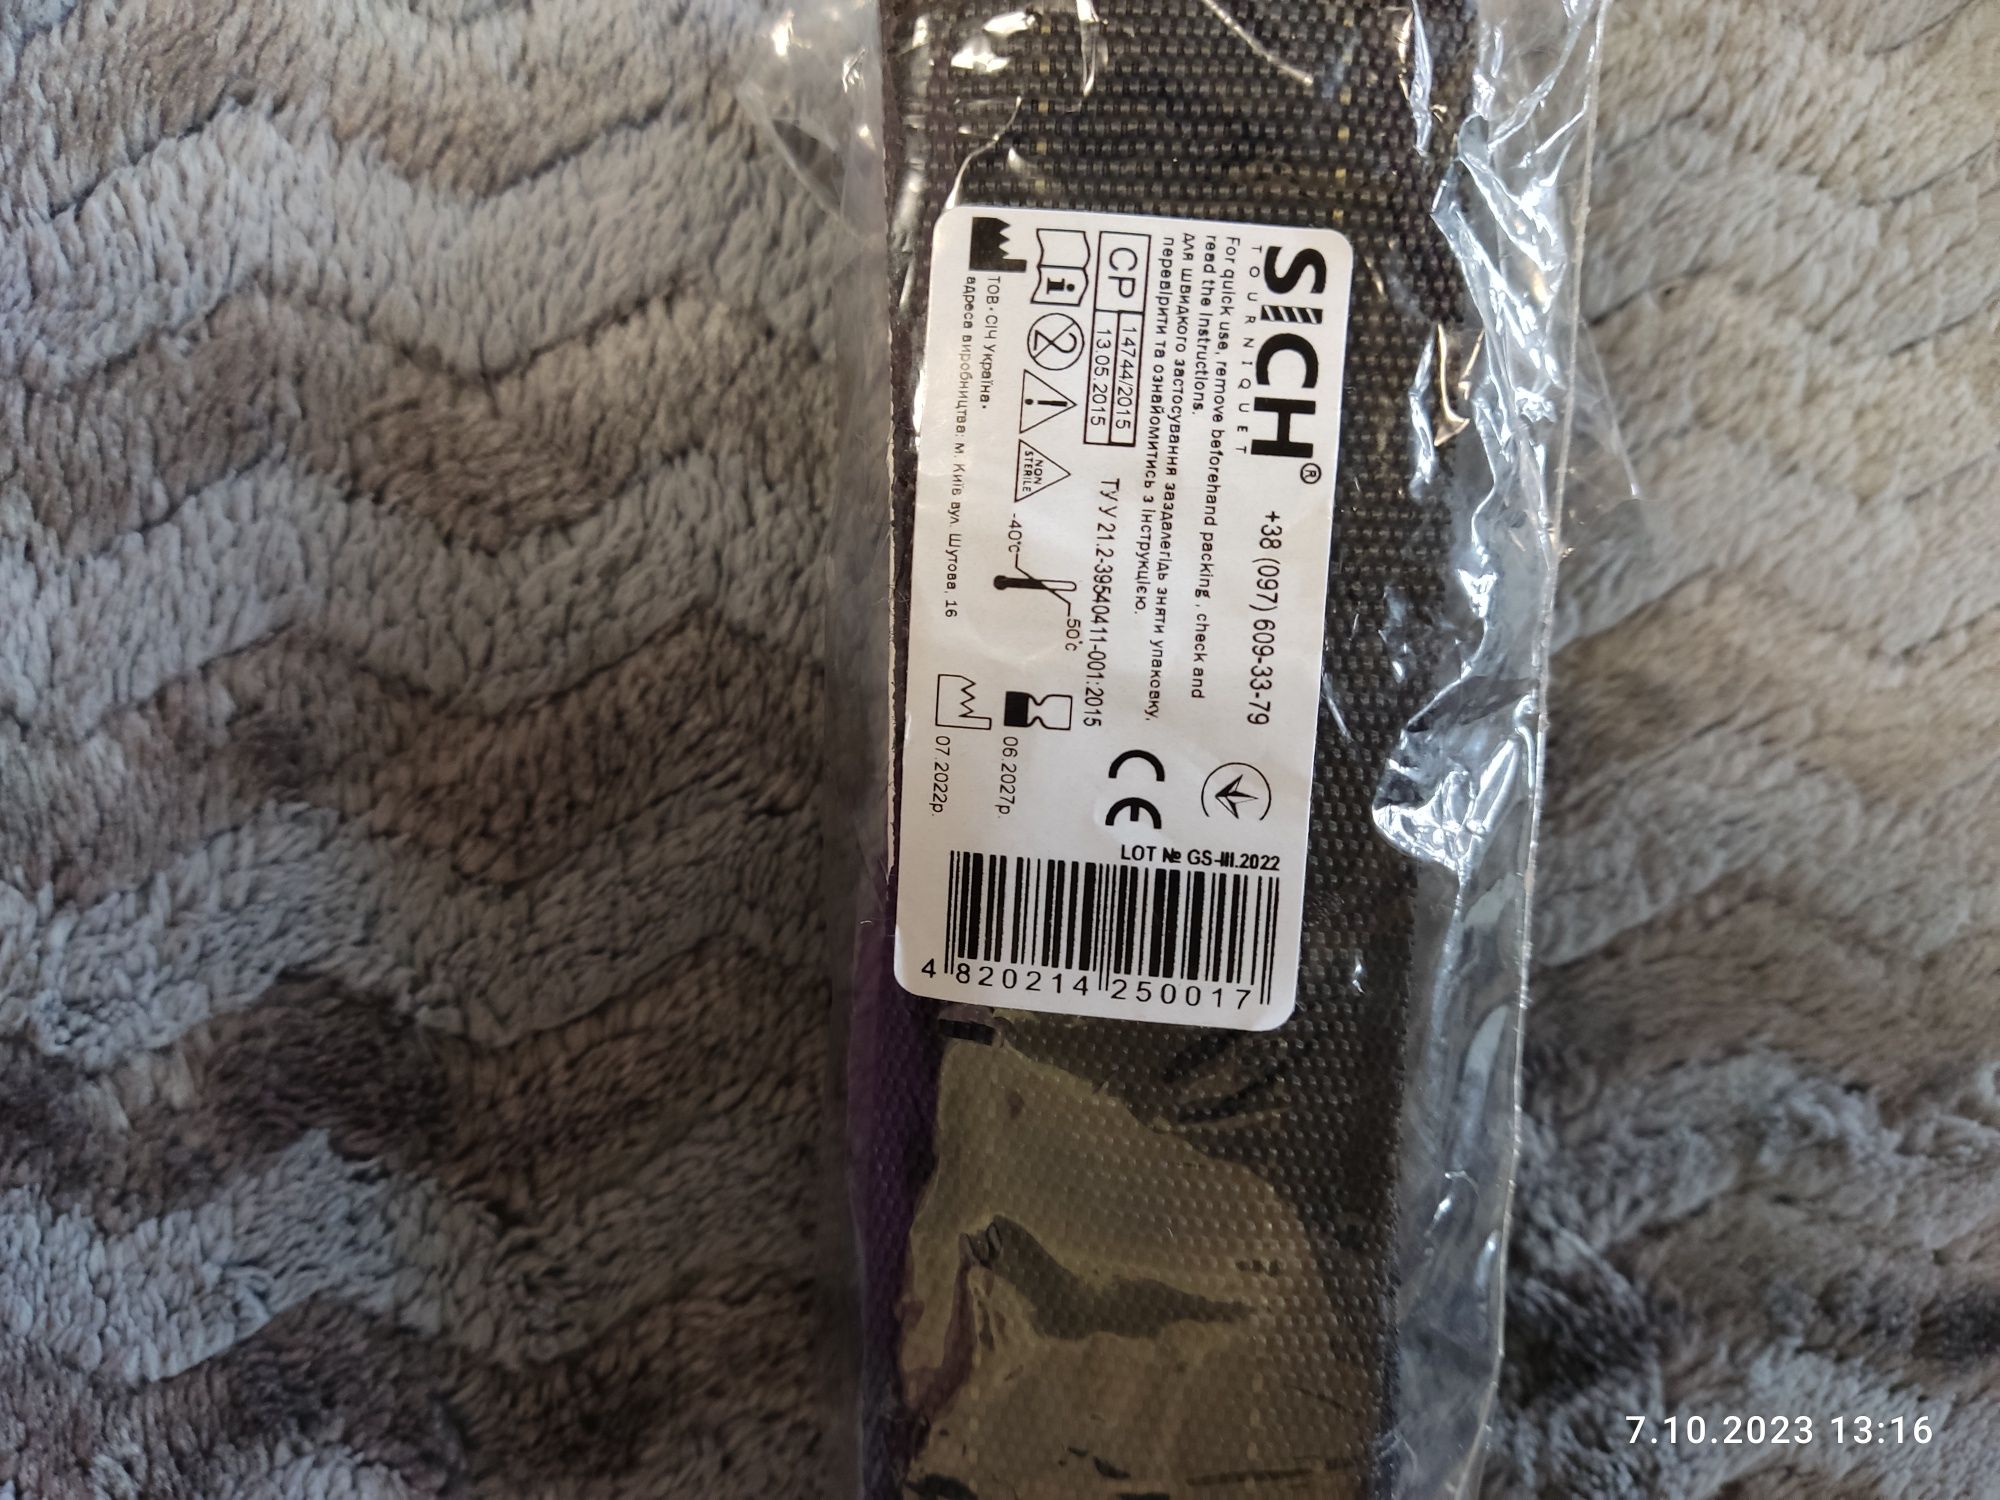 SICH®
TOURNIQUET
+38 (097) 609-33-79
For quick use, remove beforehand packing , check and
read the Instructions.
для швидкого застосування заздалегідь зняти упаковку,
перевірити та ознайомитись з інструкцією.
CP 14744/2015
13.05.2015
ТУ У 21.2-39540411-001:2015
CE
i
2
!
NON
STERILE
-40°c
50°c
06.2027р.
ТОВ "СІЧ Україна"
адреса виробництва: м. Київ вул. Шутова, 16
07.2022р.
LOT № GS-III.2022
4 820214 250017
7.10.2023 13:16